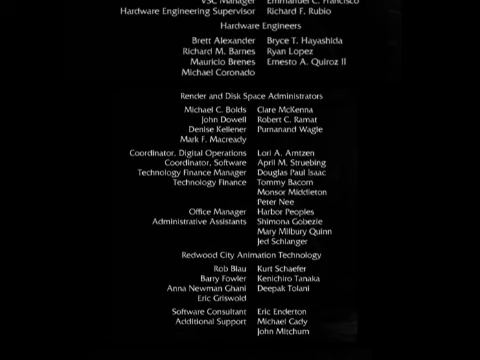 VSC Manager Emmanuel C. Francisco
Hardware Engineering Supervisor Richard F. Rubio
Hardware Engineers
Brett Alexander Bryce T. Hayashida
Richard M. Barnes Ryan Lopez
Mauricio Brenes Ernesto A. Quiroz II
Michael Coronado
Render and Disk Space Administrators
Michael C. Bolds Clare McKenna
John Dowell Robert C. Ramat
Denise Kellener Purnanand Wagle
Mark F. Macready
Coordinator, Digital Operations Lori A. Arntzen
Coordinator, Software April M. Struebing
Technology Finance Manager Douglas Paul Isaac
Technology Finance Tommy Bacorn
Monsor Middleton
Peter Nee
Office Manager Harbor Peoples
Administrative Assistants Shimona Gobezie
Mary Milbury Quinn
Jed Schlanger
Redwood City Animation Technology
Rob Blau Kurt Schaefer
Barry Fowler Kenichiro Tanaka
Anna Newman Ghani Deepak Tolani
Eric Griswold
Software Consultant Eric Enderton
Additional Support Michael Cady
John Mitchum